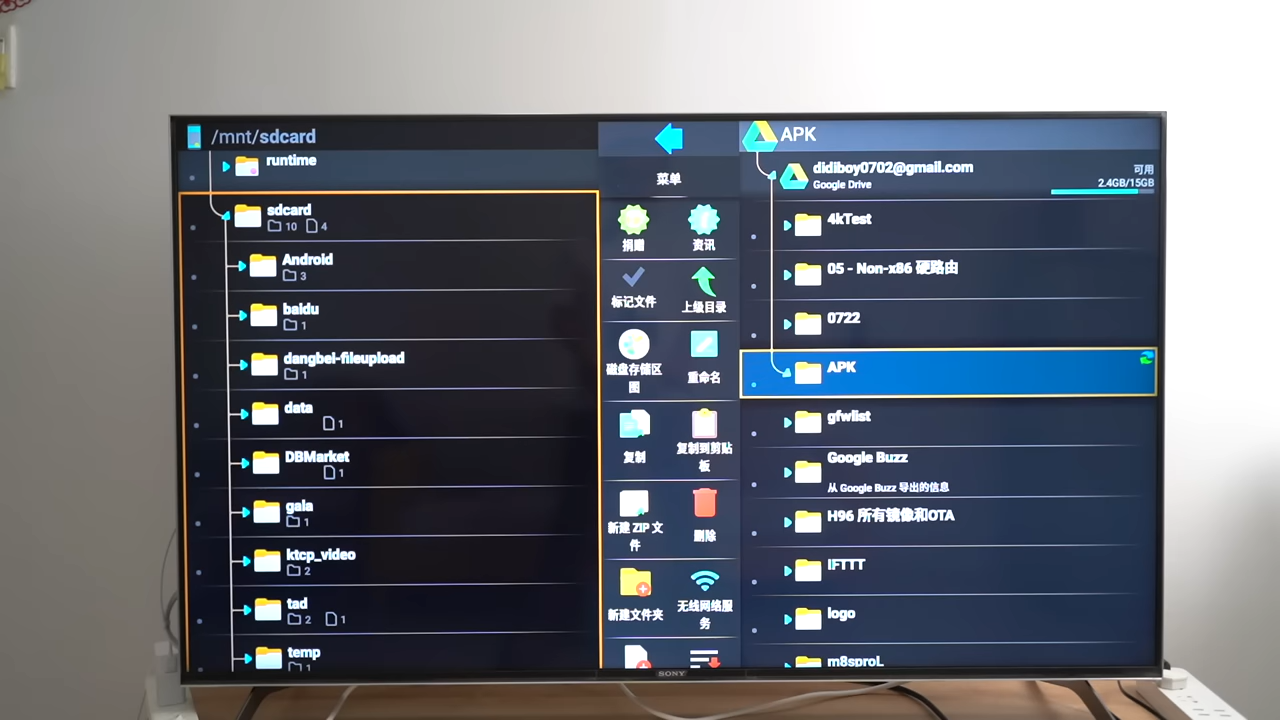 /mnt/sdcard
runtime
sdcard
10 4
Android
3
baidu
1
dangbei-fileupload
1
data
1
DBMarket
1
gala
1
ktcp_video
2
tad
2 1
temp
1
菜单
捐赠
资讯
标记文件
上级目录
磁盘存储区
图
重命名
复制
复制到剪贴
板
新建 ZIP 文
件
删除
新建文件夹
无线网络服
务
APK
didiboy0702@gmail.com
Google Drive
可用
2.4GB/15GB
4kTest
05 - Non-x86 硬路由
0722
APK
gfwlist
Google Buzz
从 Google Buzz 导出的信息
H96 所有镜像和OTA
IFTTT
logo
m8sproL
SONY